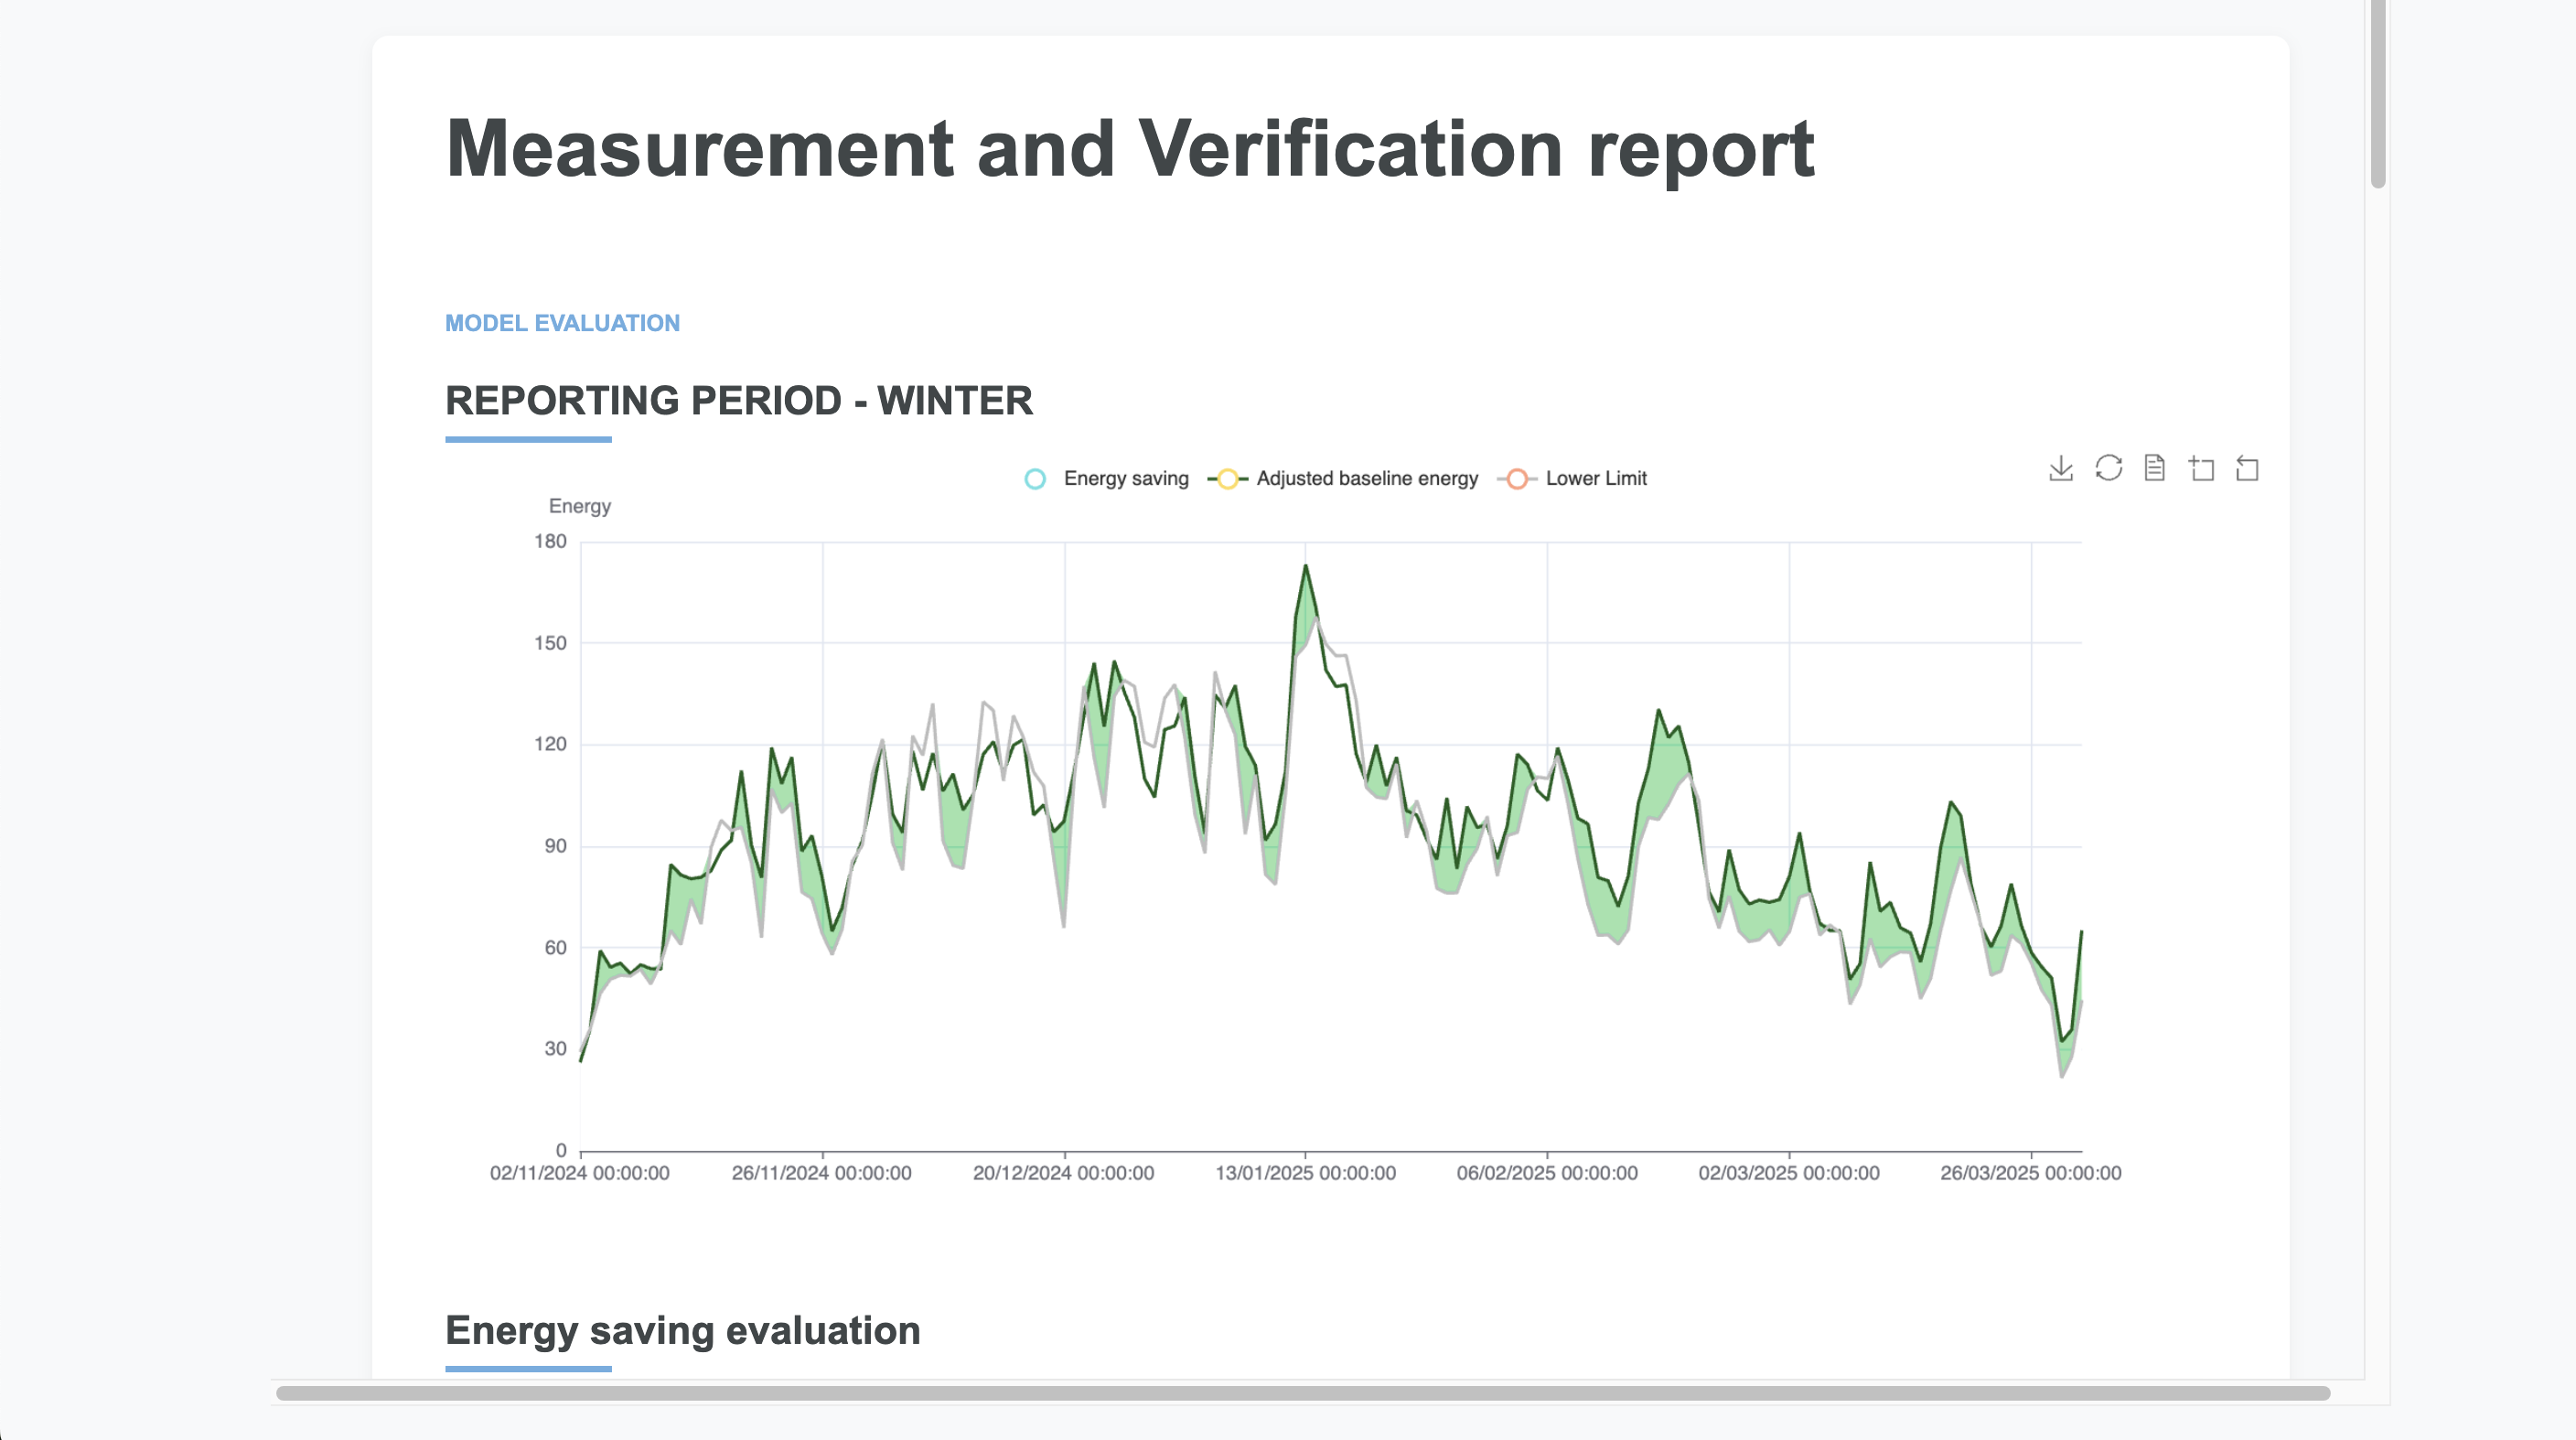 Measurement and Verification report
MODEL EVALUATION
REPORTING PERIOD - WINTER
Energy saving Adjusted baseline energy Lower Limit
Energy
180
150
120
90
60
30
0
02/11/2024 00:00:00 26/11/2024 00:00:00 20/12/2024 00:00:00 13/01/2025 00:00:00 06/02/2025 00:00:00 02/03/2025 00:00:00 26/03/2025 00:00:00
Energy saving evaluation